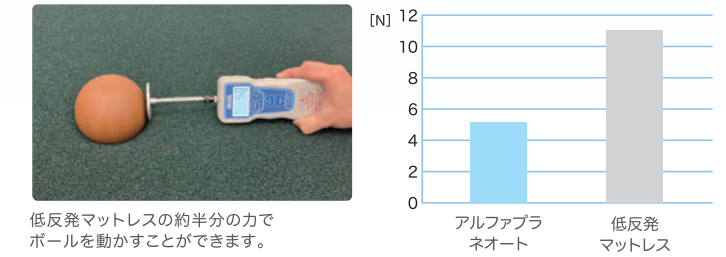 低反発マットレスの約半分の力で
ボールを動かすことができます。
[N]
12
10
8
6
4
2
0
アルファプラ
ネオート
低反発
マットレス